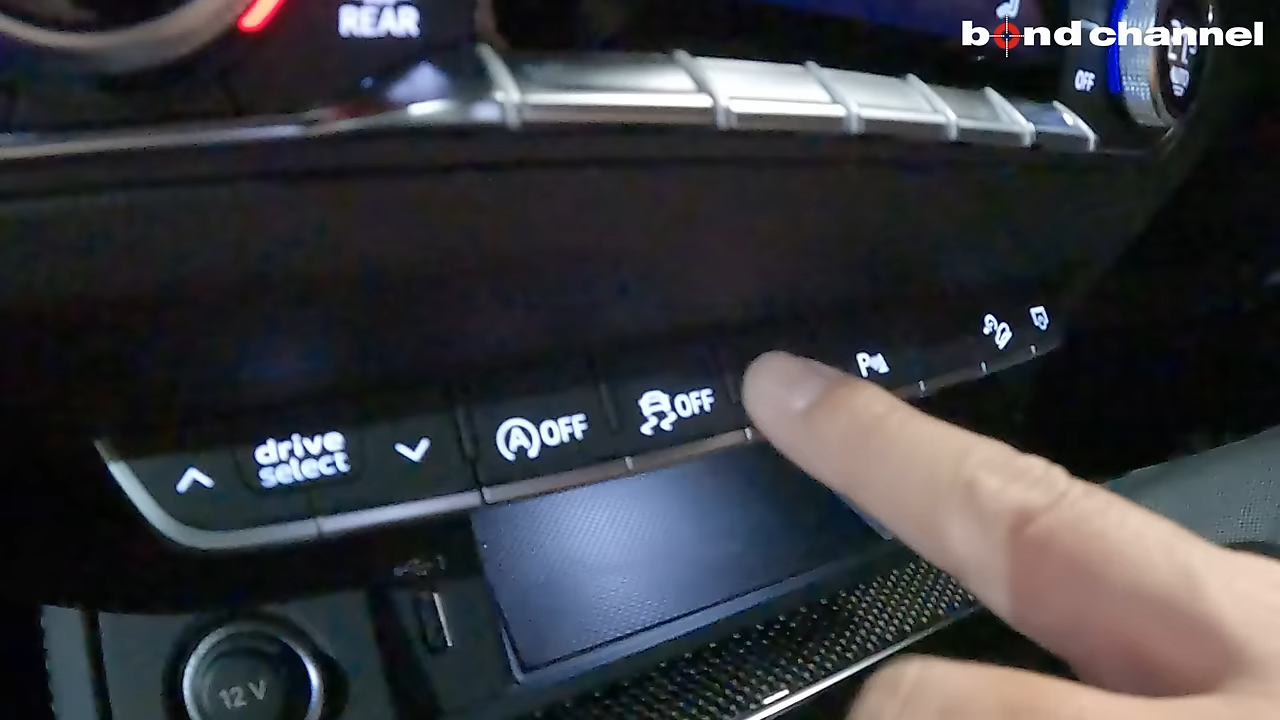 REAR
bond channel
OFF
drive
select
A OFF
OFF
P
12 V